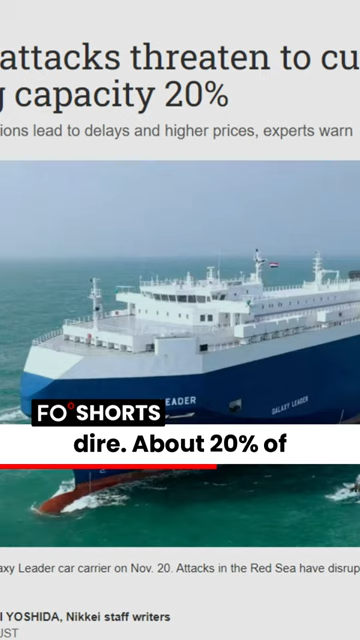 attacks threaten to cu
g capacity 20%
ions lead to delays and higher prices, experts warn
LEADER
GALAXY LEADER
FO°SHORTS
dire. About 20% of
axy Leader car carrier on Nov. 20. Attacks in the Red Sea have disrup
I YOSHIDA, Nikkei staff writers
JST